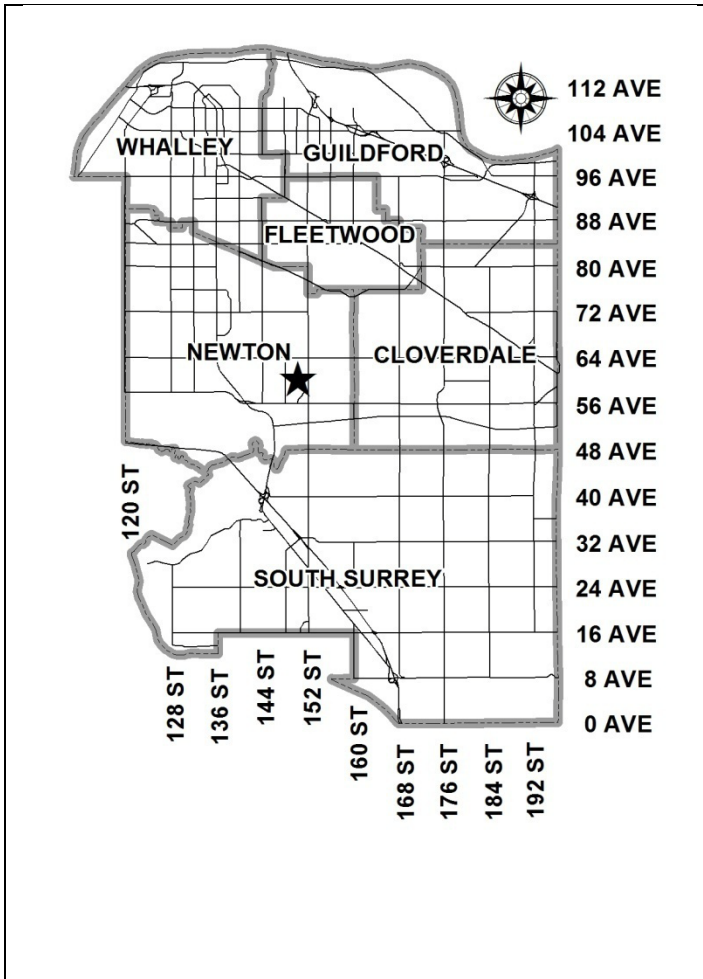 112 AVE
104 AVE
WHALLEY
GUILDFORD
96 AVE
88 AVE
FLEETWOOD
80 AVE
72 AVE
NEWTON
CLOVERDALE
64 AVE
56 AVE
48 AVE
120 ST
40 AVE
32 AVE
SOUTH SURREY
24 AVE
16 AVE
8 AVE
0 AVE
128 ST
136 ST
144 ST
152 ST
160 ST
168 ST
176 ST
184 ST
192 ST